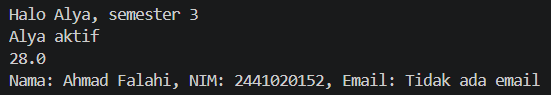 Halo Alya, semester 3
Alya aktif
28.0
Nama: Ahmad Falahi, NIM: 2441020152, Email: Tidak ada email